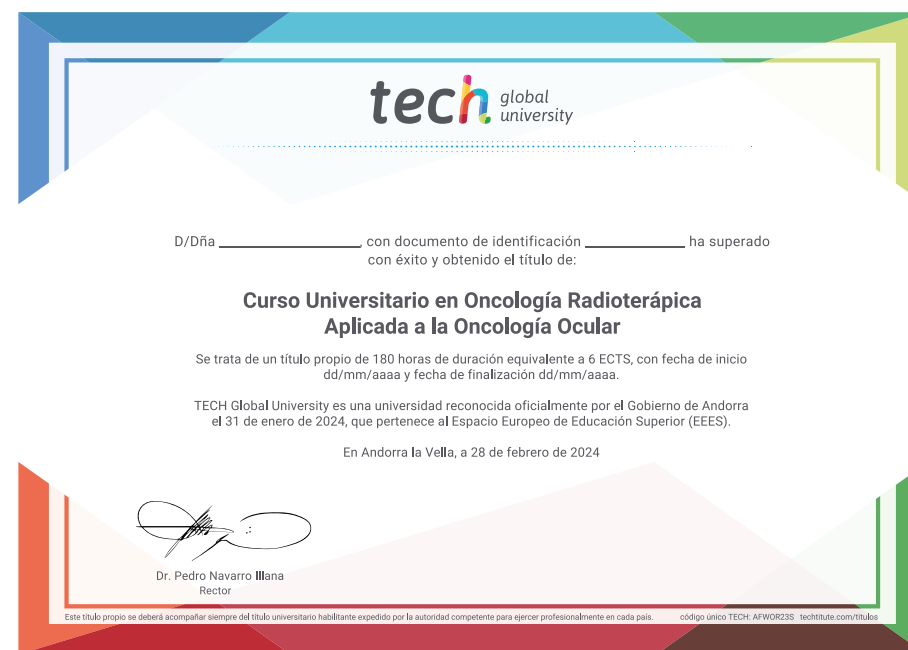 tech global
university
D/Dña ______________, con documento de identificación __________ ha superado
con éxito y obtenido el título de:
Curso Universitario en Oncología Radioterápica
Aplicada a la Oncología Ocular
Se trata de un título propio de 180 horas de duración equivalente a 6 ECTS, con fecha de inicio
dd/mm/aaaa y fecha de finalización dd/mm/aaaa.
TECH Global University es una universidad reconocida oficialmente por el Gobierno de Andorra
el 31 de enero de 2024, que pertenece al Espacio Europeo de Educación Superior (EEES).
En Andorra la Vella, a 28 de febrero de 2024
Dr. Pedro Navarro Illana
Rector
Este título propio se deberá acompañar siempre del título universitario habilitante expedido por la autoridad competente para ejercer profesionalmente en cada país. código único TECH: AFWOR23S techtitute.com/titulos